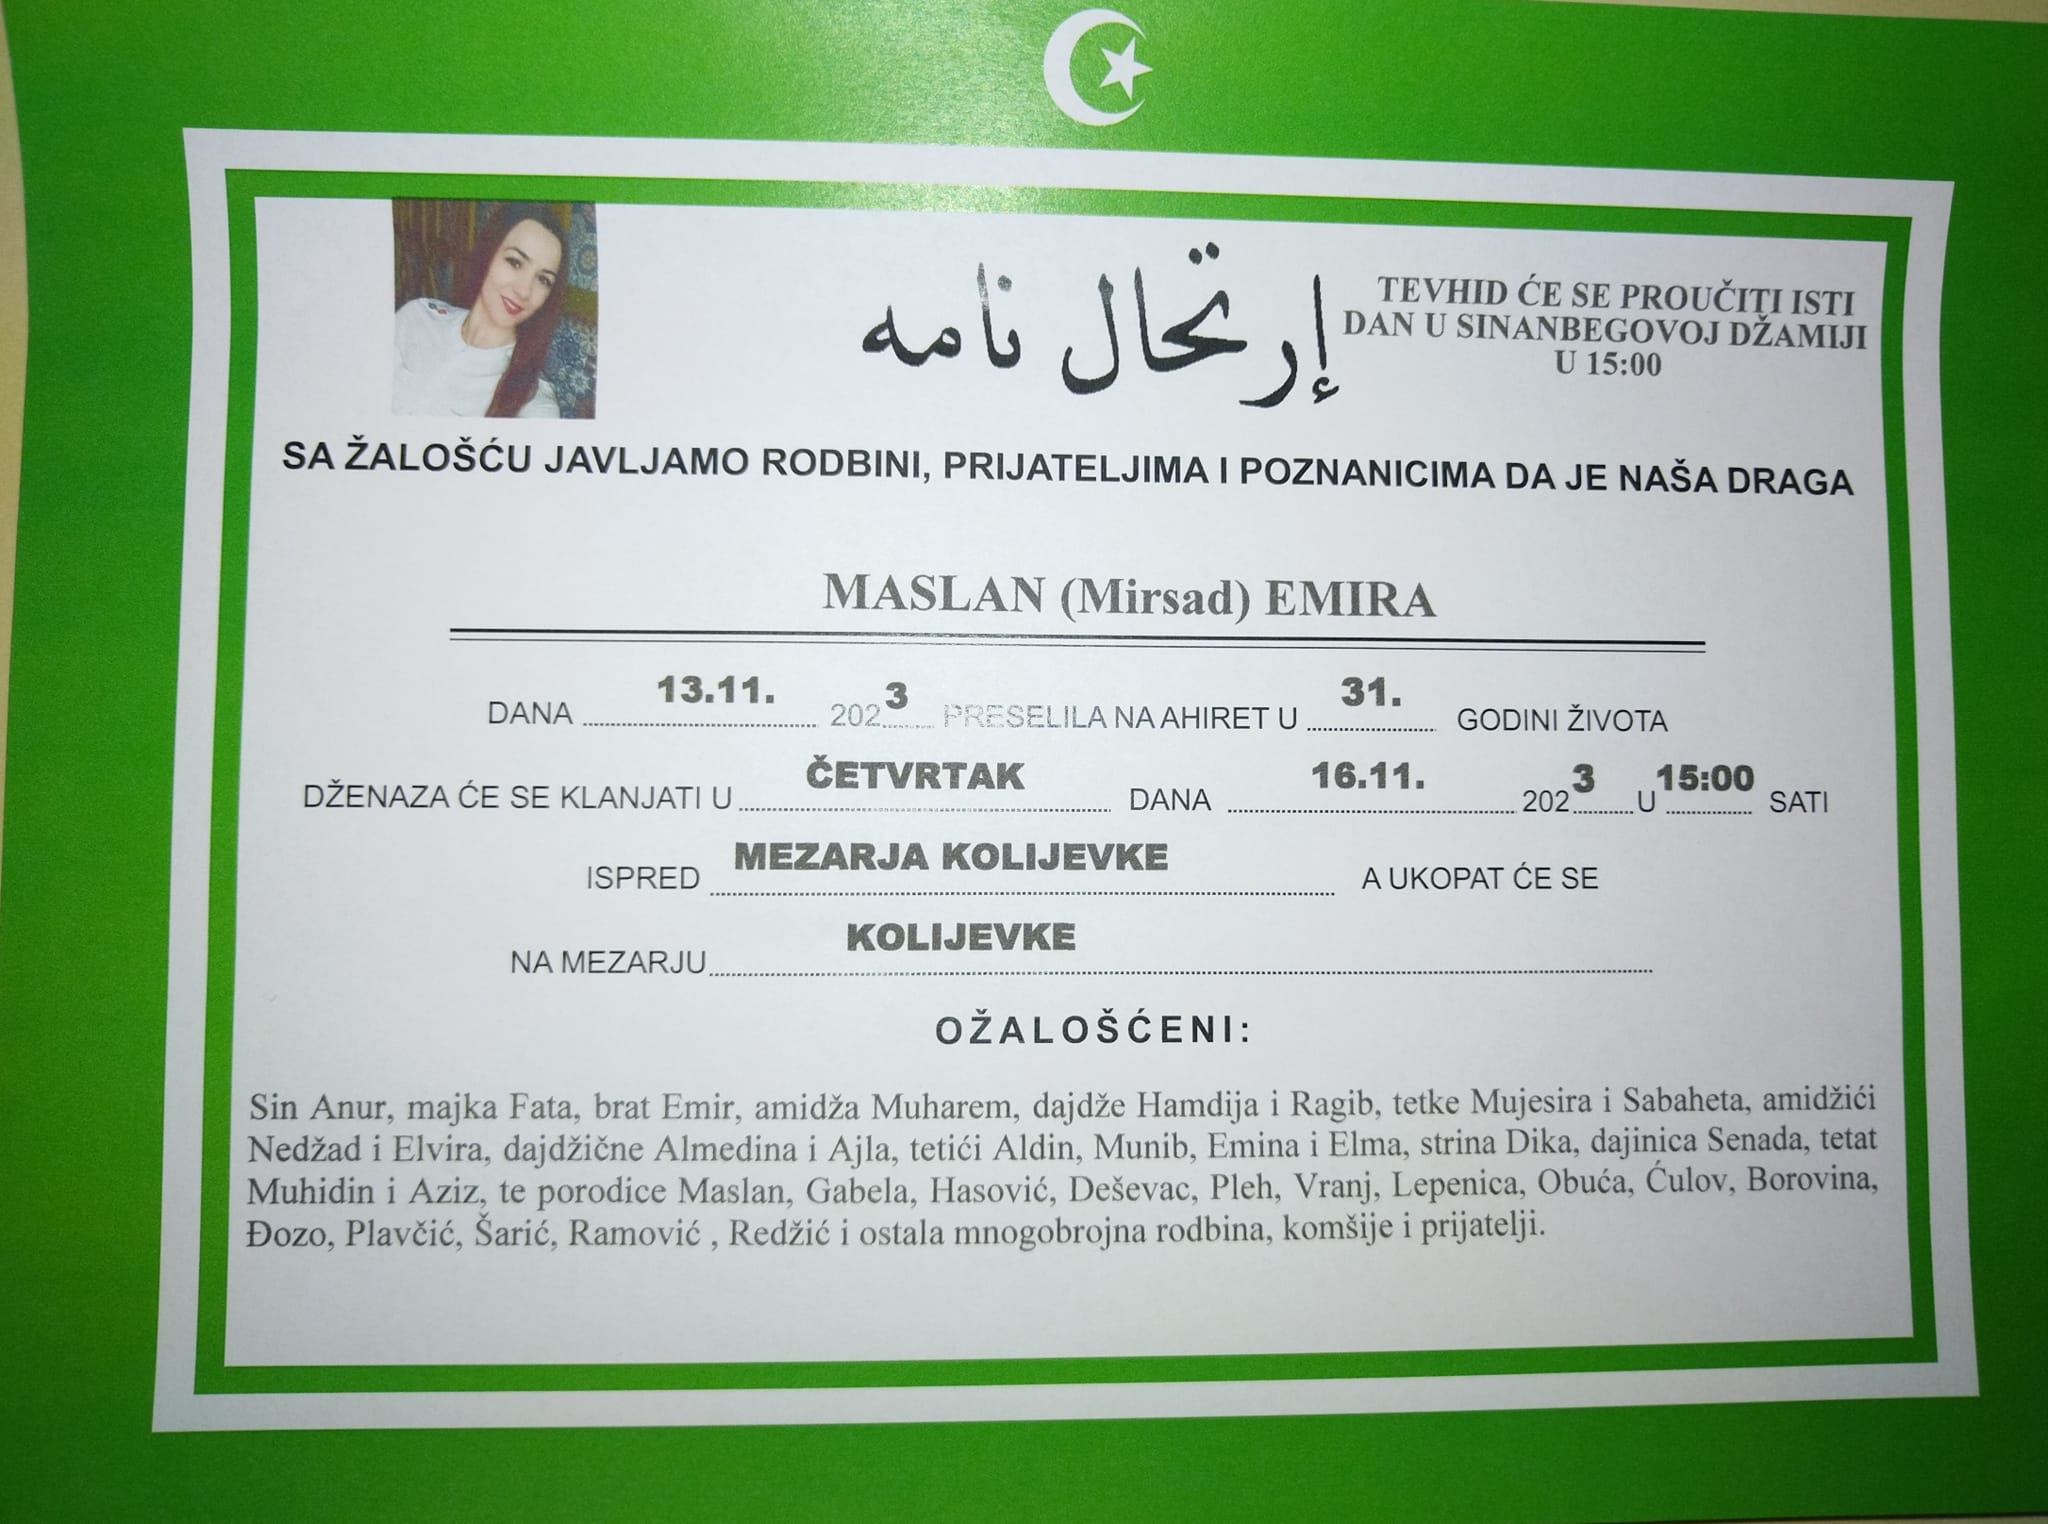 إرتحال نامه
TEVHID ĆE SE PROUČITI ISTI
DAN U SINANBEGOVOJ DŽAMIJI
U 15:00
SA ŽALOŠĆU JAVLJAMO RODBINI, PRIJATELJIMA I POZNANICIMA DA JE NAŠA DRAGA
MASLAN (Mirsad) EMIRA
DANA 13.11. 2023 PRESELILA NA AHIRET U 31. GODINI ŽIVOTA
DŽENAZA ĆE SE KLANJATI U ČETVRTAK DANA 16.11. 2023 U 15:00 SATI
ISPRED MEZARJA KOLIJEVKE A UKOPAT ĆE SE
NA MEZARJU KOLIJEVKE
OŽALOŠĆENI:
Sin Anur, majka Fata, brat Emir, amidža Muharem, dajdže Hamdija i Ragib, tetke Mujesira i Sabaheta, amidžići
Nedžad i Elvira, dajdžične Almedina i Ajla, tetići Aldin, Munib, Emina i Elma, strina Dika, dajinica Senada, tetat
Muhidin i Aziz, te porodice Maslan, Gabela, Hasović, Deševac, Pleh, Vranj, Lepenica, Obuća, Ćulov, Borovina,
Đozo, Plavčić, Šarić, Ramović , Redžić i ostala mnogobrojna rodbina, komšije i prijatelji.